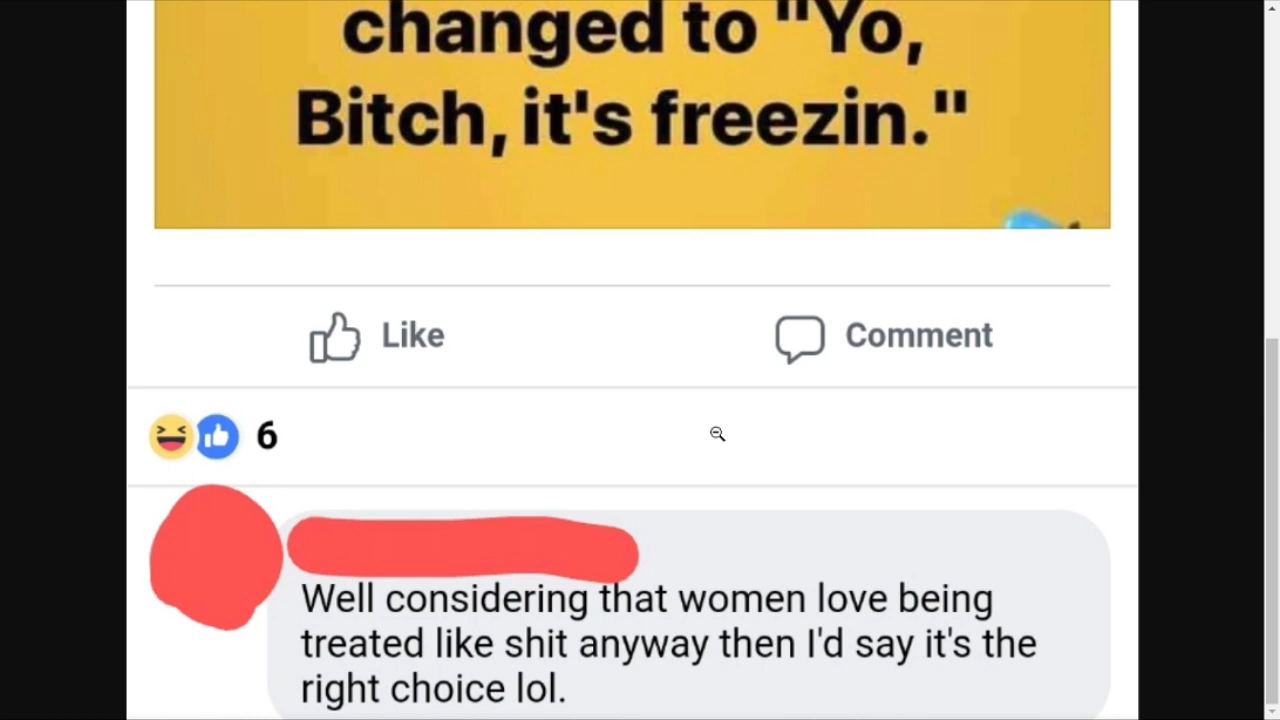 changed to "Yo,
Bitch, it's freezin."
Like
Comment
6
Well considering that women love being
treated like shit anyway then I'd say it's the
right choice lol.